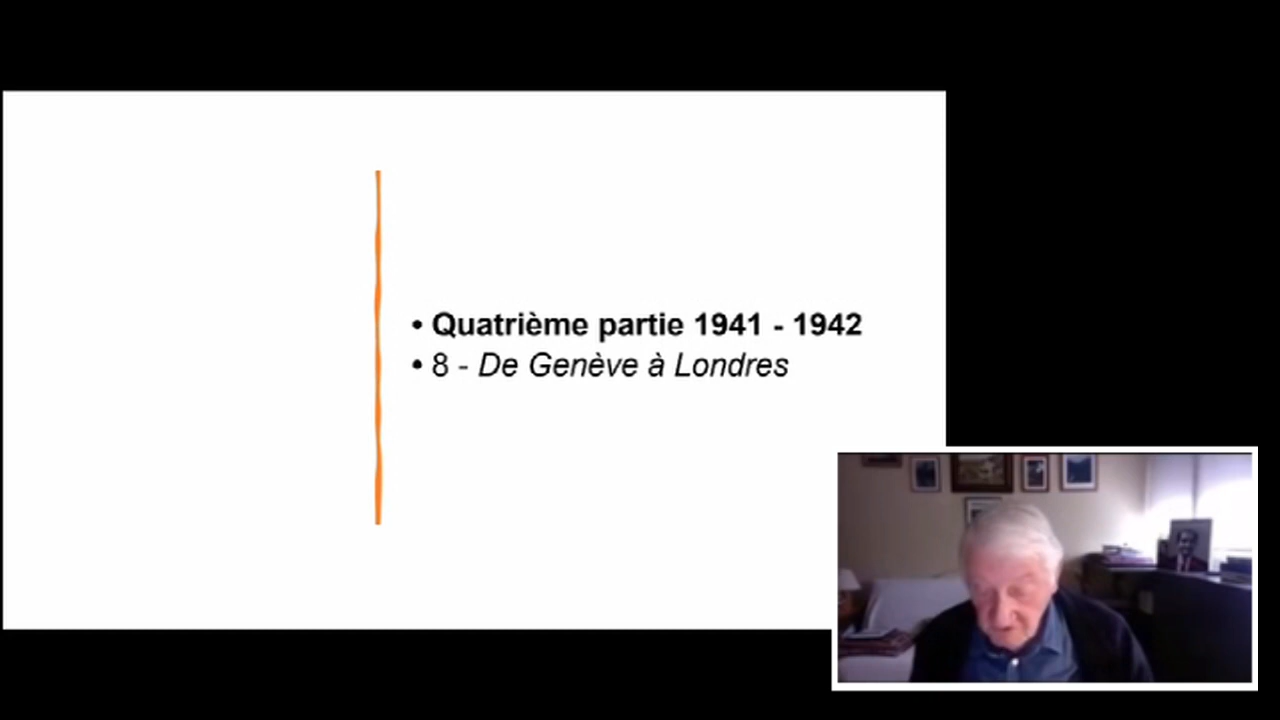 • Quatrième partie 1941 - 1942
• 8 - De Genève à Londres